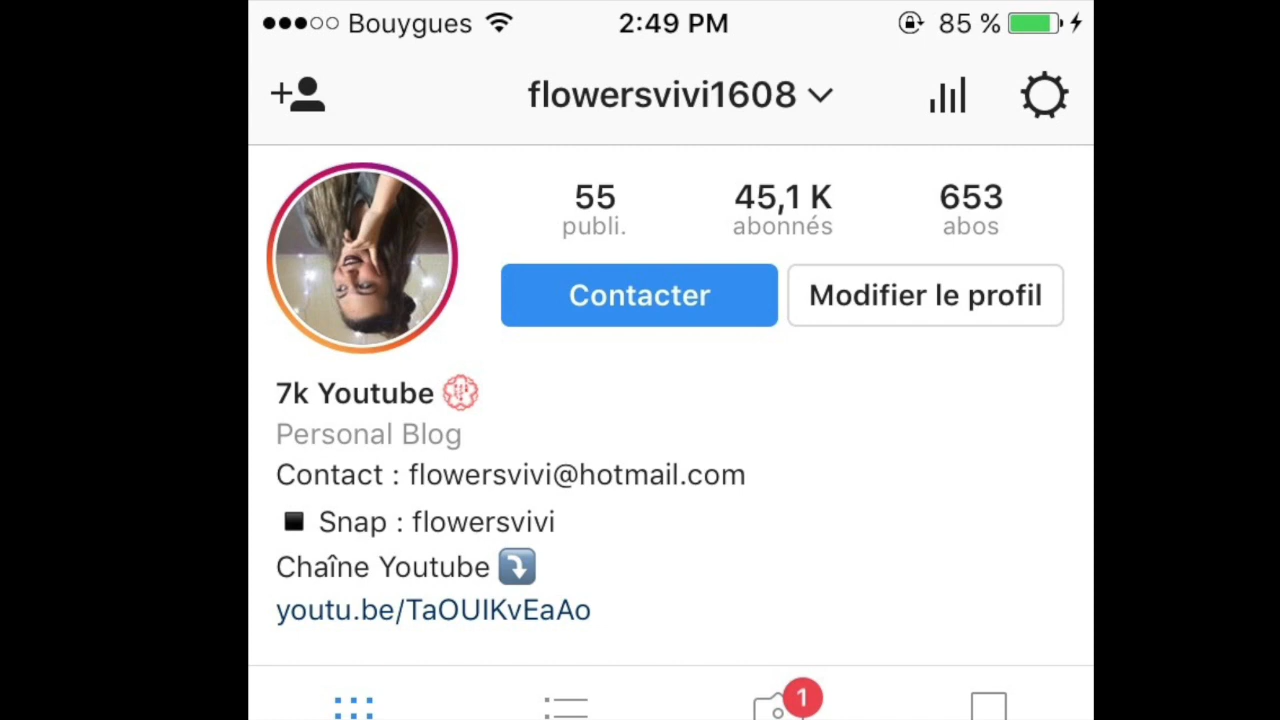 Bouygues 2:49 PM 85 %
flowersvivi1608
55 45,1 K 653
publi. abonnés abos
Contacter Modifier le profil
7k Youtube 💮
Personal Blog
Contact : flowersvivi@hotmail.com
▪️ Snap : flowersvivi
Chaîne Youtube ⤵️
youtu.be/TaOUIKvEaAo
1